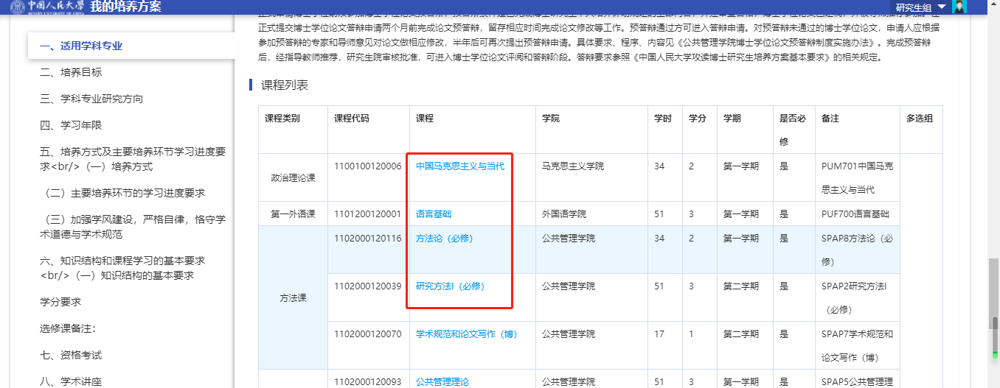 中国人民大学 我的培养方案 研究生组
RENMIN UNIVERSITY OF CHINA
一、适用学科专业
二、培养目标
三、学科专业研究方向
四、学习年限
五、培养方式及主要培养环节学习进度要
求<br/>（一）培养方式
（二）主要培养环节的学习进度要求
（三）加强学风建设，严格自律，恪守学
术道德与学术规范
六、知识结构和课程学习的基本要求
<br/>（一）知识结构的基本要求
学分要求
选修课备注：
七、资格考试
八、学术讲座
正式提交博士学位论文答辩申请两个月前完成论文预答辩，留存相应时间完成论文修改等工作。预答辩通过方可进入答辩申请。对预答辩未通过的博士学位论文，申请人应根据
参加预答辩的专家和导师意见对论文做相应修改，半年后可再次提出预答辩申请。具体要求、程序、内容见《公共管理学院博士学位论文预答辩制度实施办法》。完成预答辩
后，经指导教师推荐，研究生院审核批准，可进入博士学位论文评阅和答辩阶段。答辩要求参照《中国人民大学攻读博士研究生培养方案基本要求》的相关规定。
课程列表
课程类别 课程代码 课程 学院 学时 学分 学期 是否必 备注 多选组
修
政治理论课 1100100120006 中国马克思主义与当代 马克思主义学院 34 2 第一学期 是 PUM701中国马克
思主义与当代
第一外语课 1101200120001 语言基础 外国语学院 51 3 第一学期 是 PUF700语言基础
方法课 1102000120116 方法论（必修） 公共管理学院 34 2 第一学期 是 SPAP8方法论（必
修）
1102000120039 研究方法I（必修） 公共管理学院 51 3 第二学期 是 SPAP2研究方法I
（必修）
1102000120070 学术规范和论文写作（博） 公共管理学院 17 1 第二学期 是 SPAP7学术规范和
论文写作（博）
1102000120093 公共管理理论 公共管理学院 51 3 第一学期 是 SPAP5公共管理理